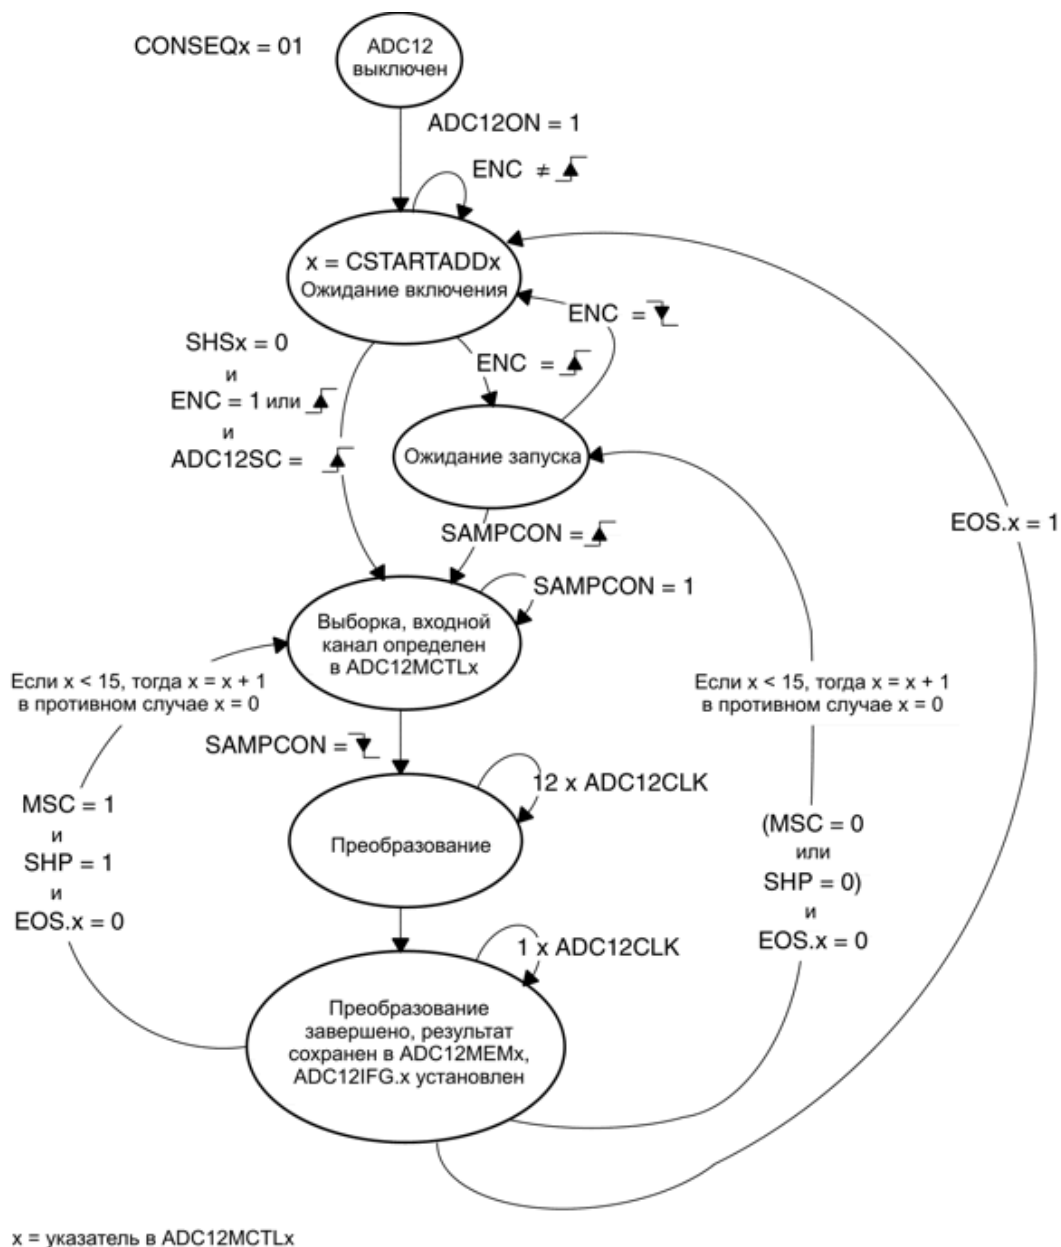 CONSEQx = 01
ADC12
выключен
ADC12ON = 1
ENC ≠
x = CSTARTADDx
Ожидание включения
ENC =
SHSx = 0
и
ENC = 1 или
и
ADC12SC =
ENC =
Ожидание запуска
EOS.x = 1
SAMPCON =
SAMPCON = 1
Выборка, входной
канал определен
в ADC12MCTLx
Если x < 15, тогда x = x + 1
в противном случае x = 0
Если x < 15, тогда x = x + 1
в противном случае x = 0
SAMPCON =
12 x ADC12CLK
Преобразование
MSC = 1
и
SHP = 1
и
EOS.x = 0
(MSC = 0
или
SHP = 0)
и
EOS.x = 0
1 x ADC12CLK
Преобразование
завершено, результат
сохранен в ADC12MEMx,
ADC12IFG.x установлен
x = указатель в ADC12MCTLx